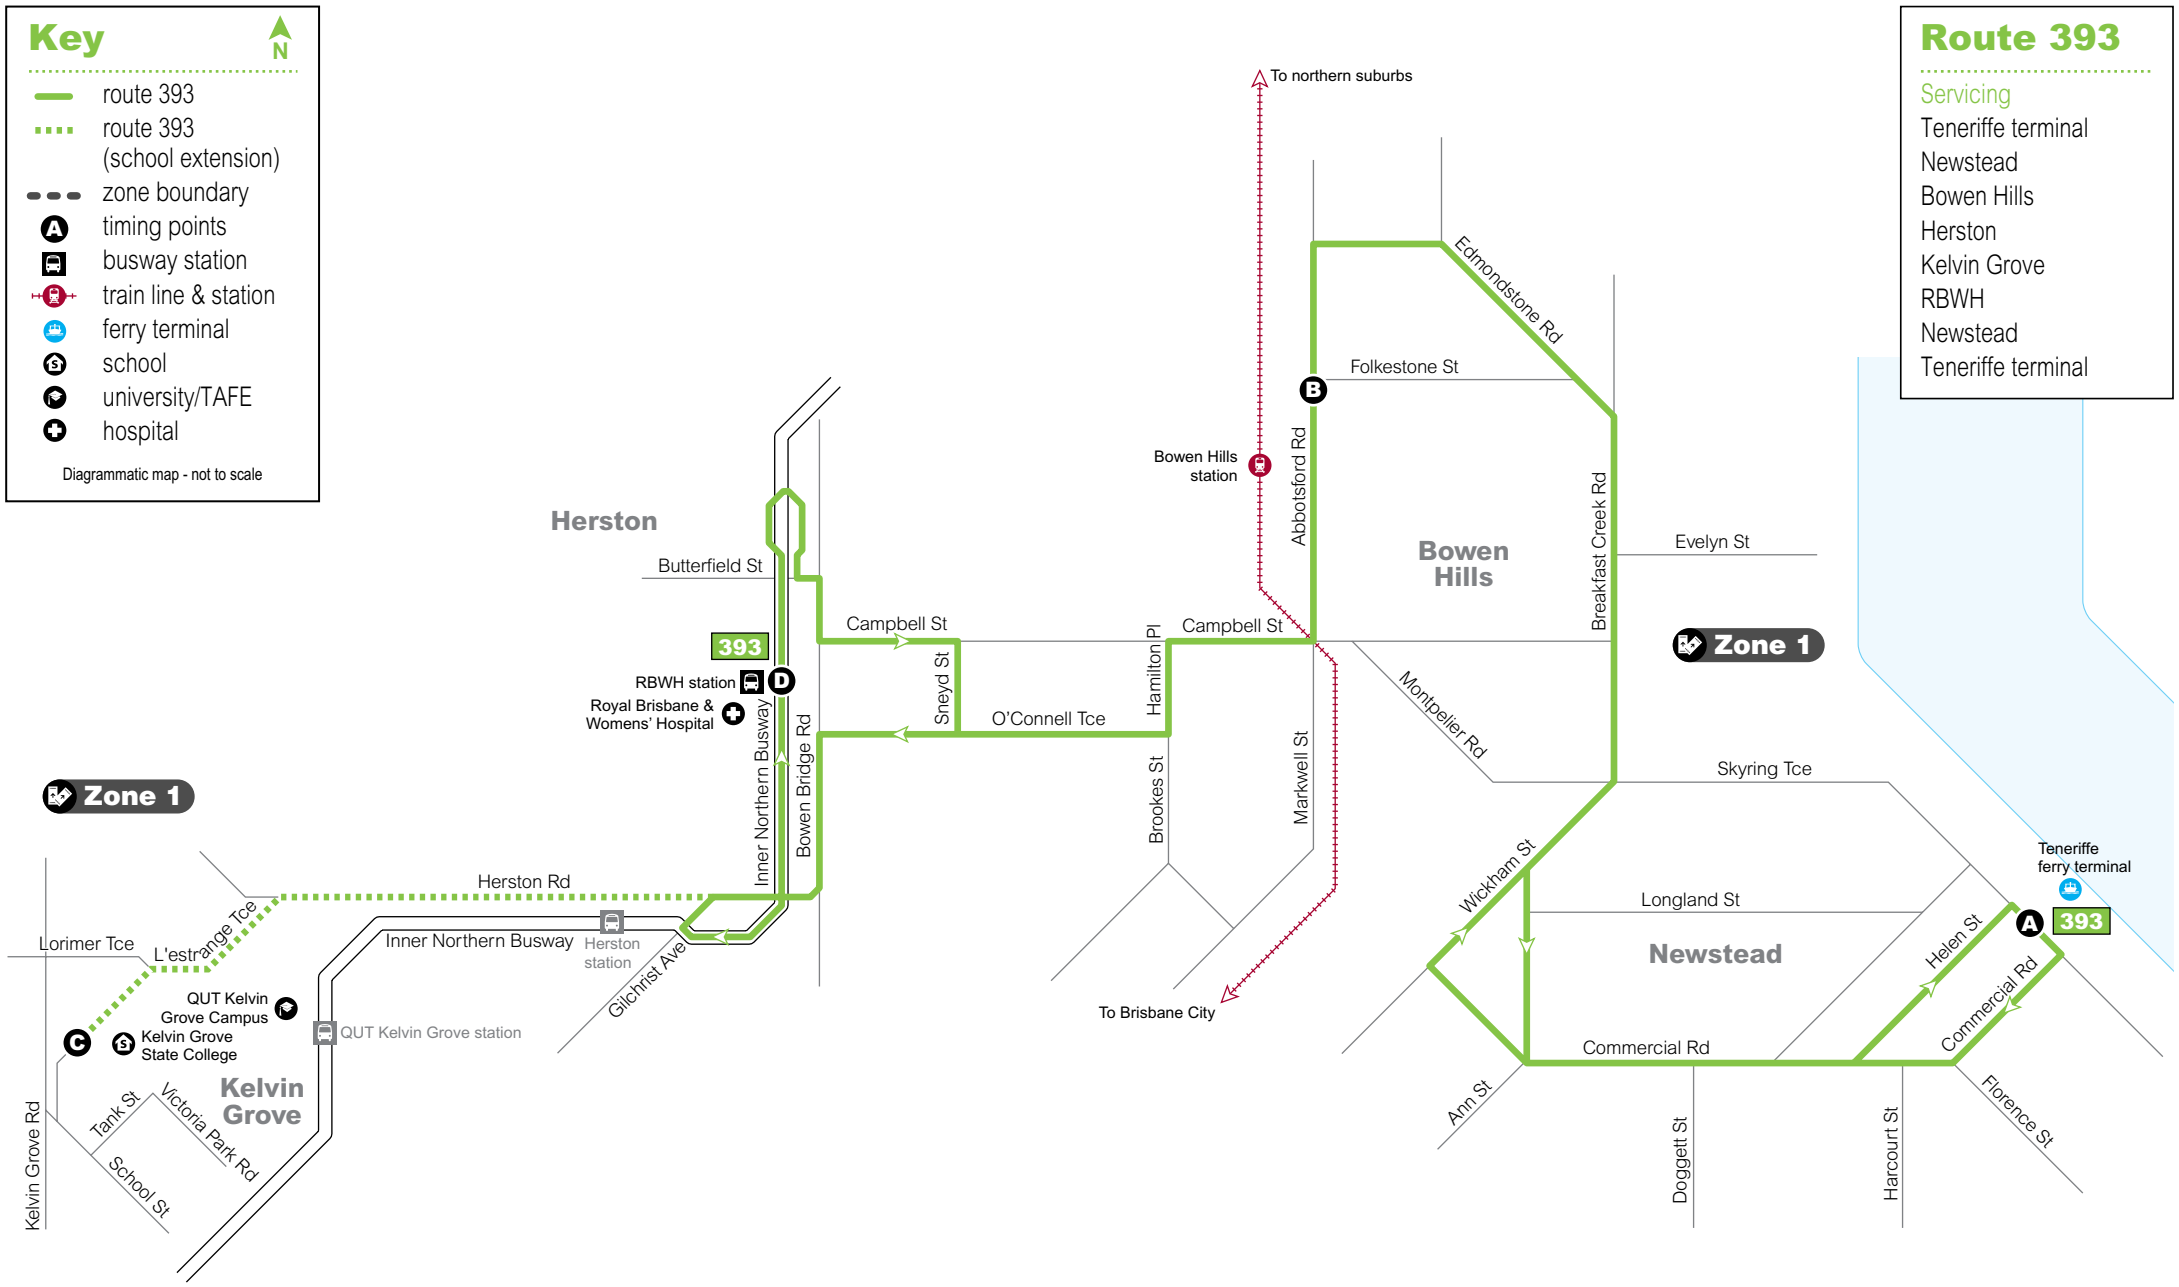 Key
N
route 393
route 393
(school extension)
zone boundary
A
timing points
busway station
train line & station
ferry terminal
S
school
university/TAFE
hospital
Diagrammatic map - not to scale
Route 393
Servicing
Teneriffe terminal
Newstead
Bowen Hills
Herston
Kelvin Grove
RBWH
Newstead
Teneriffe terminal
To northern suburbs
Edmondstone Rd
Folkestone St
B
Bowen Hills
station
Abbotsford Rd
Breakfast Creek Rd
Bowen
Hills
Evelyn St
Zone 1
Herston
Butterfield St
Campbell St
Campbell St
Hamilton Pl
Sneyd St
393
RBWH station
D
Royal Brisbane &
Womens' Hospital
O'Connell Tce
Inner Northern Busway
Bowen Bridge Rd
Brookes St
Markwell St
Montpelier Rd
Skyring Tce
Zone 1
Herston Rd
Lorimer Tce
L'estrange Tce
Inner Northern Busway
Herston
station
Gilchrist Ave
QUT Kelvin
Grove Campus
C
S
Kelvin Grove
State College
QUT Kelvin Grove station
Kelvin
Grove
Kelvin Grove Rd
Tank St
Victoria Park Rd
School St
To Brisbane City
Wickham St
Longland St
Newstead
Teneriffe
ferry terminal
A
393
Helen St
Commercial Rd
Commercial Rd
Ann St
Doggett St
Harcourt St
Florence St